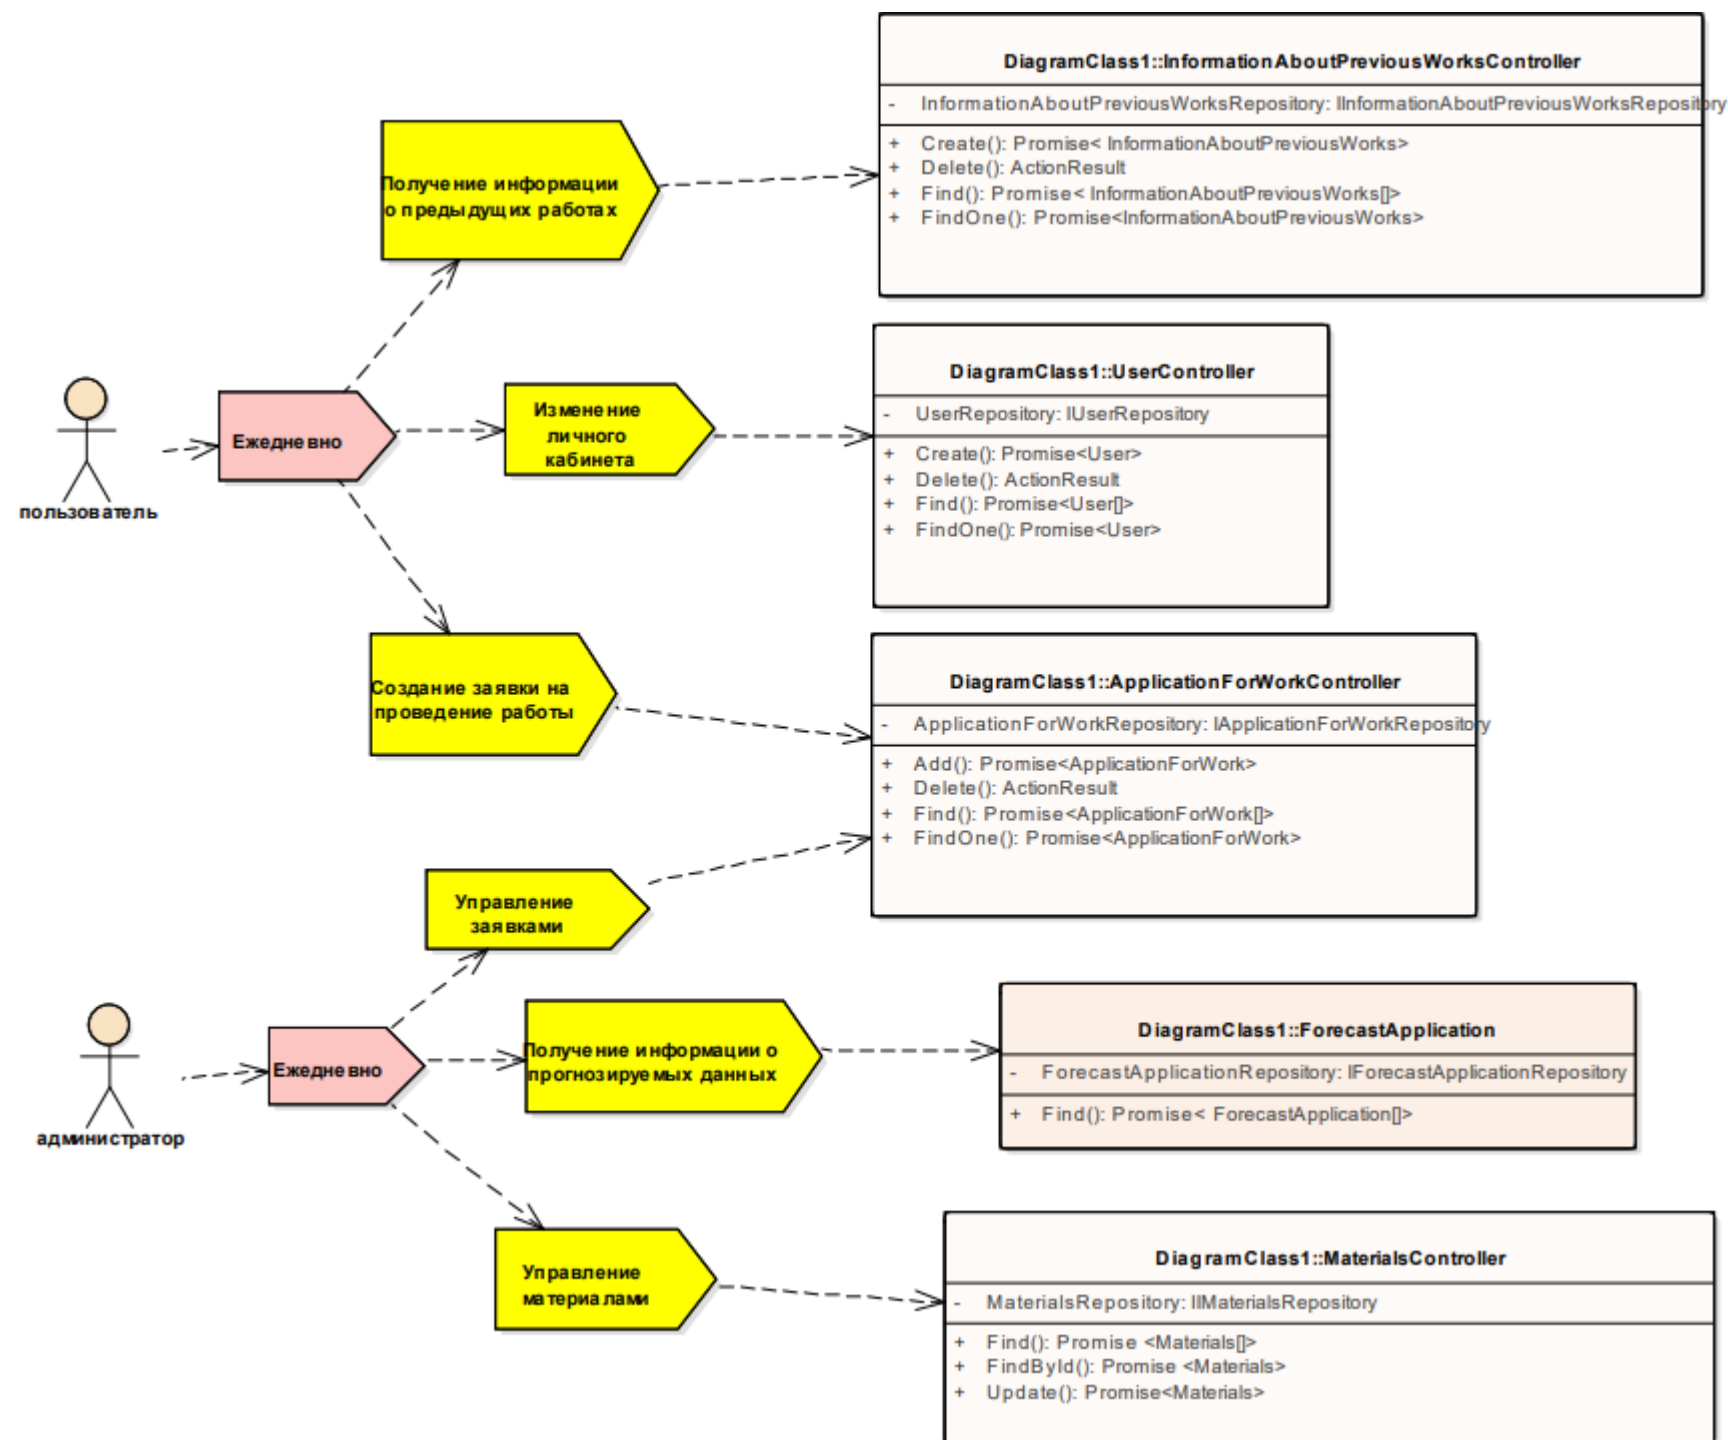 DiagramClass1::InformationAboutPreviousWorksController
- InformationAboutPreviousWorksRepository: IInformationAboutPreviousWorksRepository
+ Create(): Promise< InformationAboutPreviousWorks>
+ Delete(): ActionResult
+ Find(): Promise< InformationAboutPreviousWorks[]>
+ FindOne(): Promise<InformationAboutPreviousWorks>
Получение информации
о предыдущих работах
DiagramClass1::UserController
- UserRepository: IUserRepository
+ Create(): Promise<User>
+ Delete(): ActionResult
+ Find(): Promise<User[]>
+ FindOne(): Promise<User>
Изменение
личного
кабинета
Ежедневно
пользователь
Создание заявки на
проведение работы
DiagramClass1::ApplicationForWorkController
- ApplicationForWorkRepository: IApplicationForWorkRepository
+ Add(): Promise<ApplicationForWork>
+ Delete(): ActionResult
+ Find(): Promise<ApplicationForWork[]>
+ FindOne(): Promise<ApplicationForWork>
Управление
заявками
Ежедневно
администратор
Получение информации о
прогнозируемых данных
DiagramClass1::ForecastApplication
- ForecastApplicationRepository: IForecastApplicationRepository
+ Find(): Promise< ForecastApplication[]>
Управление
материалами
DiagramClass1::MaterialsController
- MaterialsRepository: IIMaterialsRepository
+ Find(): Promise <Materials[]>
+ FindById(): Promise <Materials>
+ Update(): Promise<Materials>